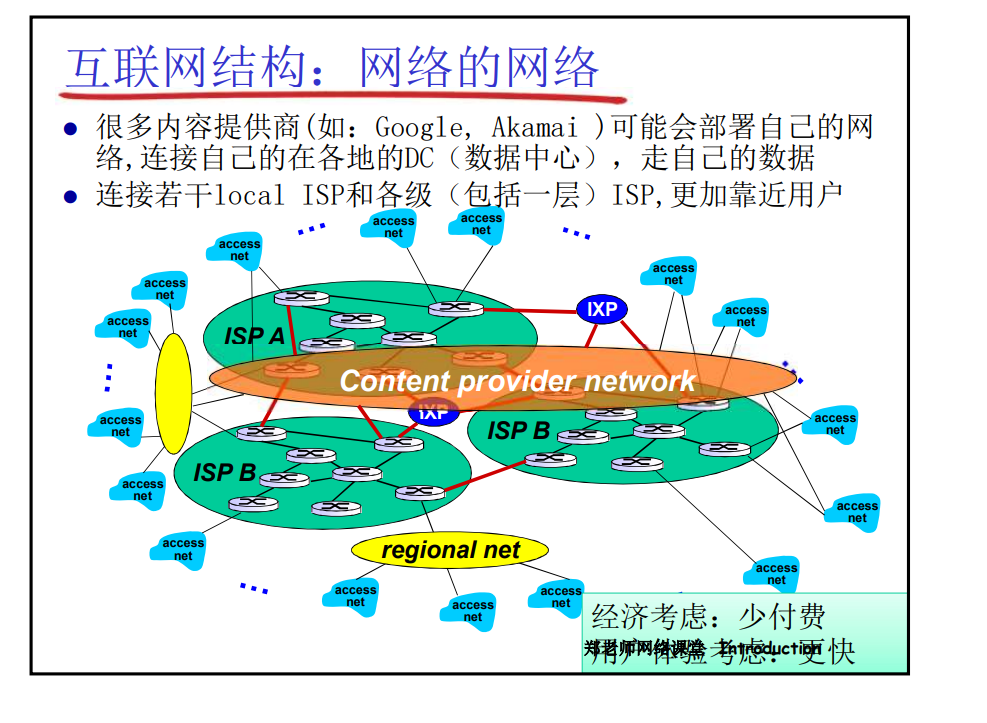 互联网结构：网络的网络
很多内容提供商(如：Google, Akamai )可能会部署自己的网
络,连接自己的在各地的DC（数据中心），走自己的数据
连接若干local ISP和各级（包括一层）ISP,更加靠近用户
access
net
access
net
access
net
access
net
access
net
access
net
access
net
IXP
ISP A
Content provider network
IXP
ISP B
ISP B
access
net
access
net
access
net
access
net
access
net
access
net
regional net
access
net
access
net
access
net
经济考虑：少付费
用户体验考虑：更快
郑老师网络课堂 Introduction